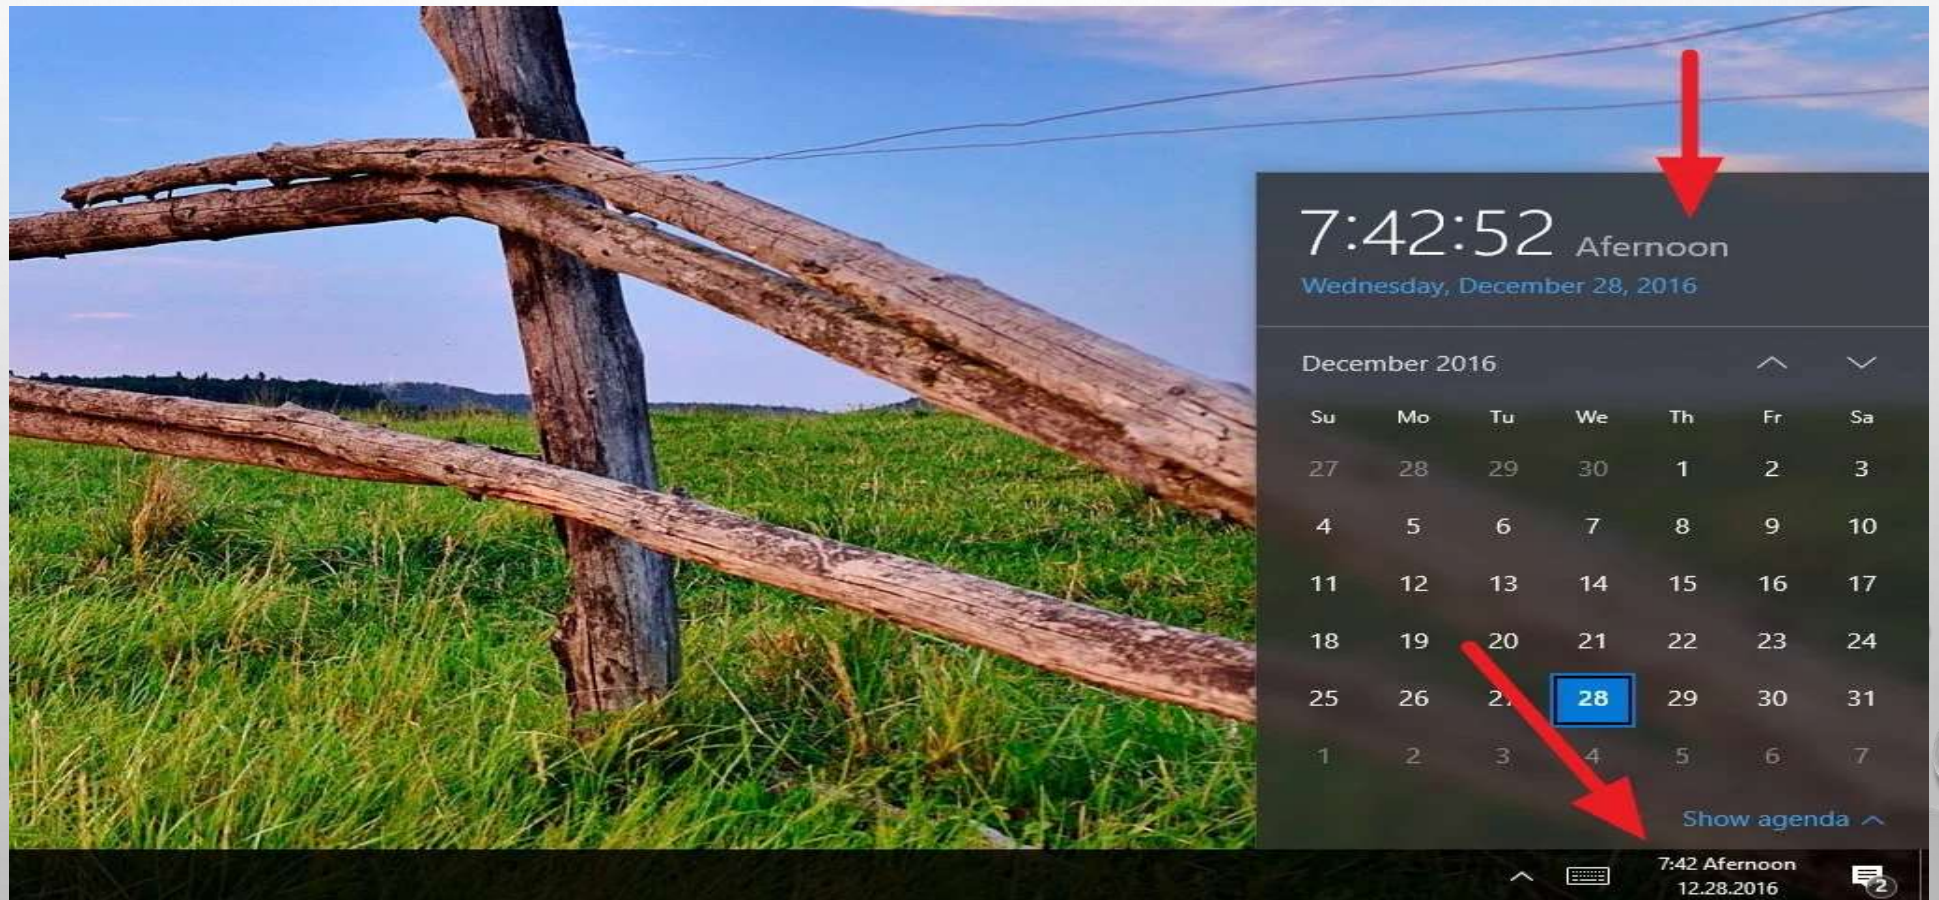 7:42:52 Afernoon
Wednesday, December 28, 2016
December 2016
Su Mo Tu We Th Fr Sa
27 28 29 30 1 2 3
4 5 6 7 8 9 10
11 12 13 14 15 16 17
18 19 20 21 22 23 24
25 26 27 28 29 30 31
1 2 3 4 5 6 7
Show agenda
7:42 Afernoon
12.28.2016
2